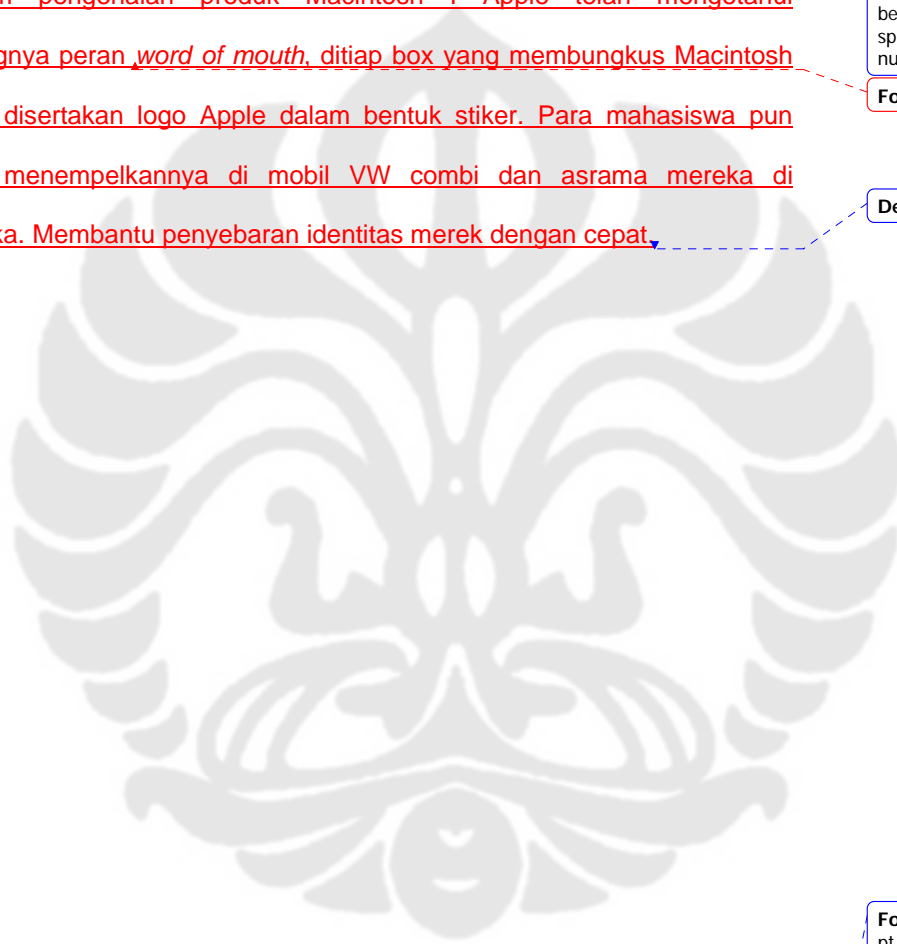 pengenalan produk Macintosh I Apple telah mengetahui
gnya peran word of mouth, ditiap box yang membungkus Macintosh
disertakan logo Apple dalam bentuk stiker. Para mahasiswa pun
menempelkannya di mobil VW combi dan asrama mereka di
ka. Membantu penyebaran identitas merek dengan cepat.
be
sp
nu
Fo
De
Fo
pt